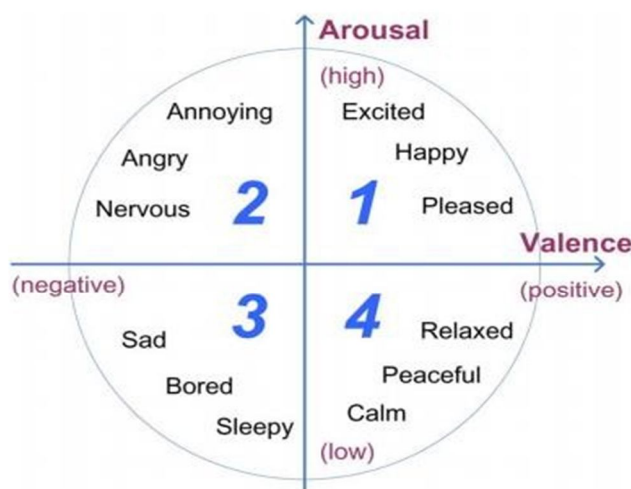 Arousal
(high)
Annoying
Excited
Angry
Happy
Nervous
2
1
Pleased
Valence
(negative)
(positive)
3
4
Sad
Relaxed
Bored
Peaceful
Sleepy
Calm
(low)